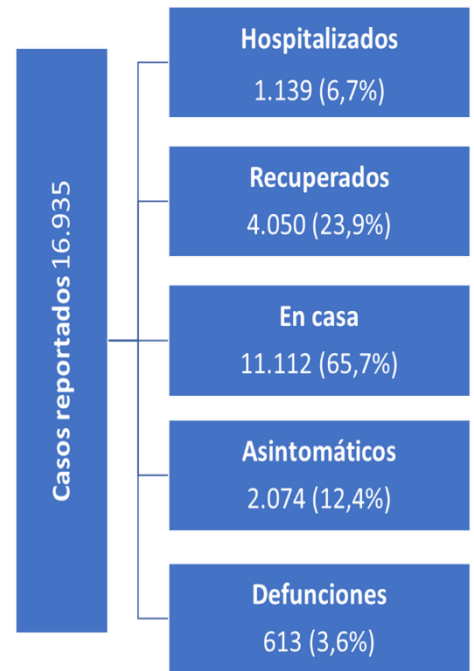 Casos reportados 16.935
Hospitalizados
1.139 (6,7%)
Recuperados
4.050 (23,9%)
En casa
11.112 (65,7%)
Asintomáticos
2.074 (12,4%)
Defunciones
613 (3,6%)